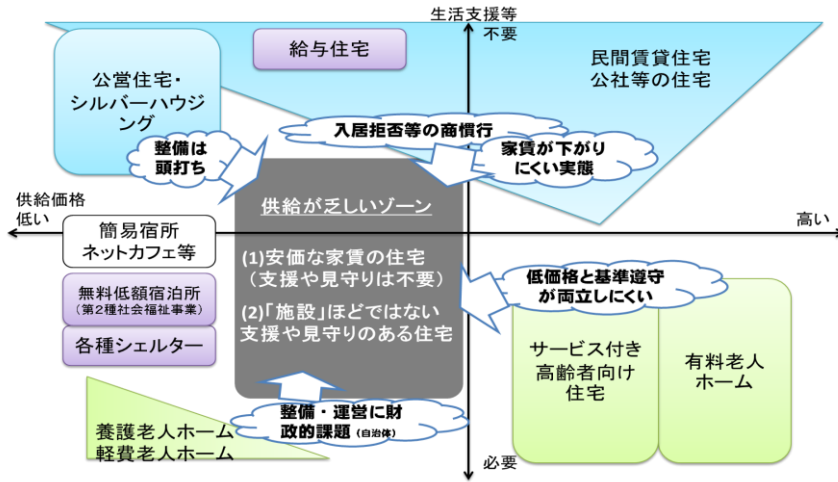 生活支援等
不要
給与住宅
民間賃貸住宅
公社等の住宅
公営住宅・
シルバーハウジ
ング
入居拒否等の商慣行
整備は
頭打ち
家賃が下がり
にくい実態
供給価格
低い
高い
供給が乏しいゾーン
簡易宿所
ネットカフェ等
(1)安価な家賃の住宅
（支援や見守りは不要）
無料低額宿泊所
(第2種社会福祉事業)
低価格と基準遵守
が両立しにくい
(2)「施設」ほどではない
支援や見守りのある住宅
各種シェルター
サービス付き
高齢者向け
住宅
有料老人
ホーム
整備・運営に財
政的課題（自治体）
養護老人ホーム
軽費老人ホーム
必要